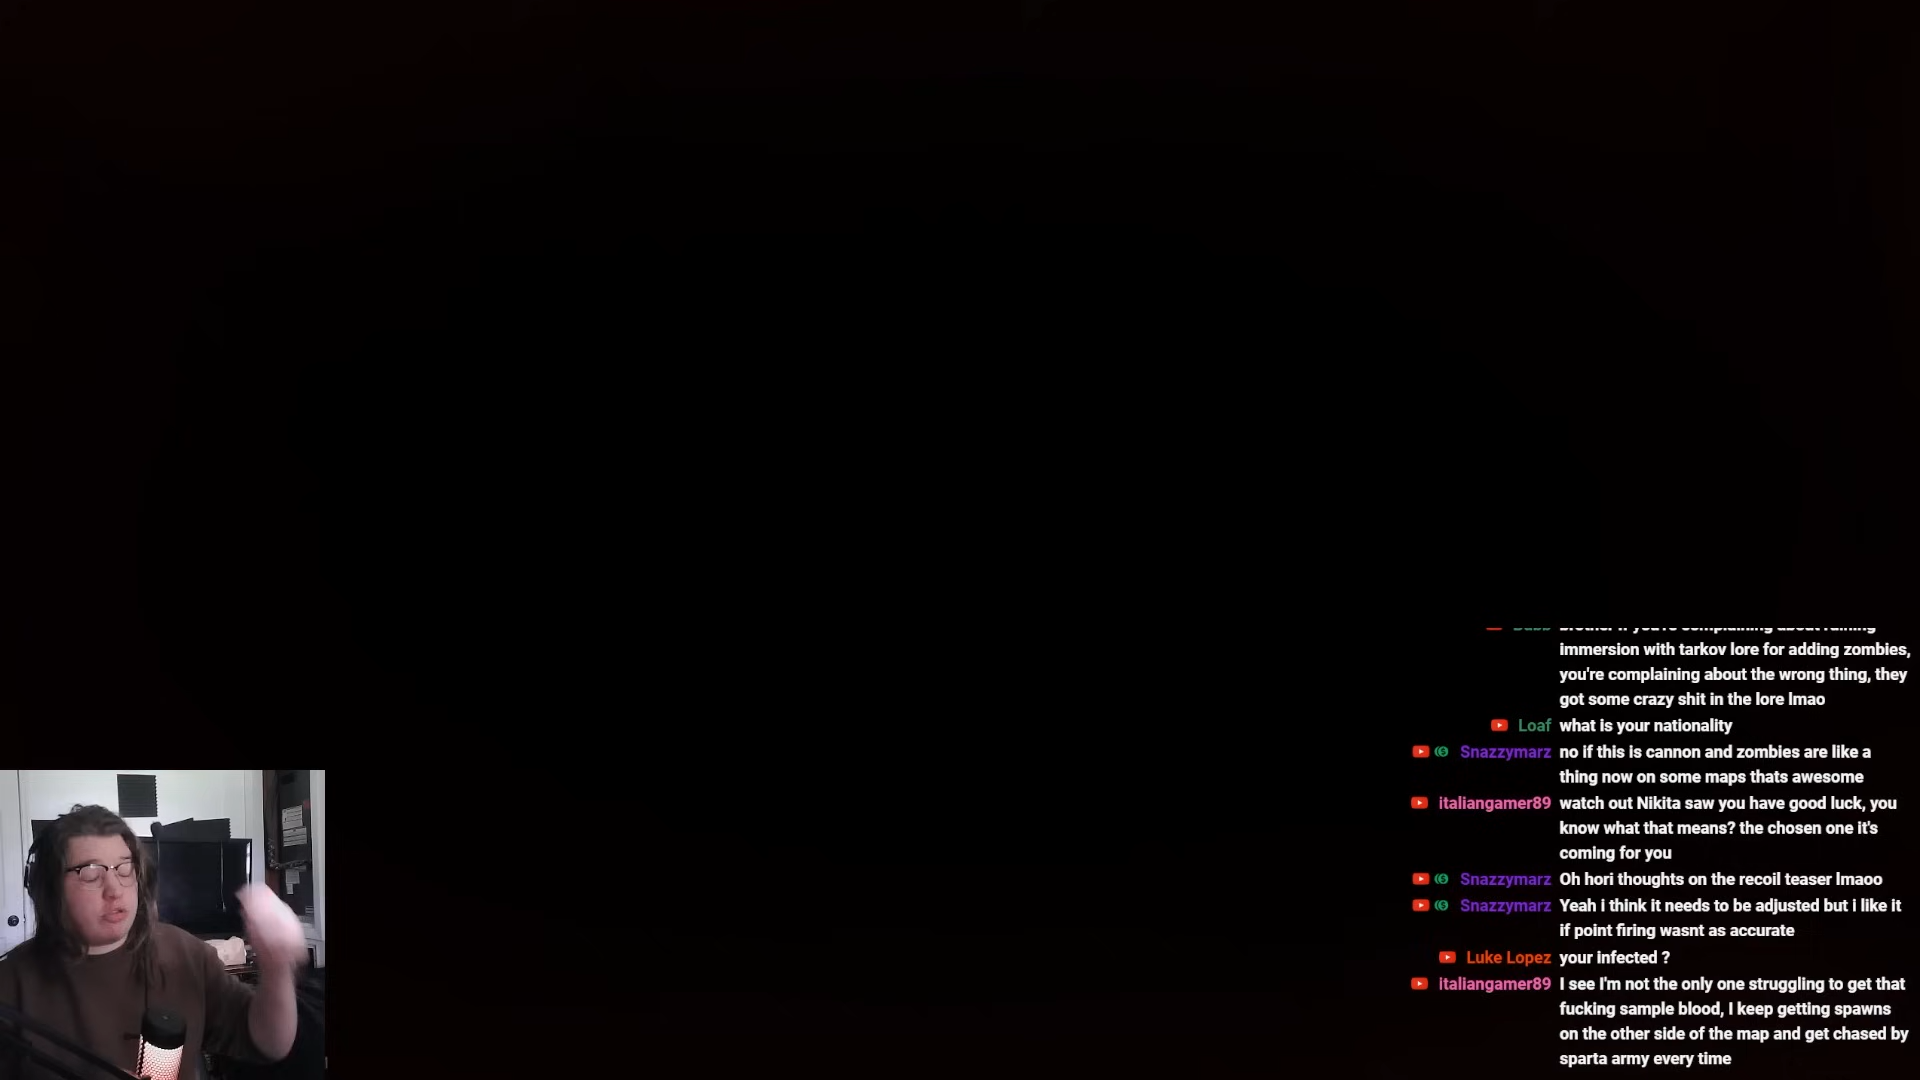 immersion with tarkov lore for adding zombies,
you're complaining about the wrong thing, they
got some crazy shit in the lore lmao
Loaf what is your nationality
Snazzymarz no if this is cannon and zombies are like a
thing now on some maps thats awesome
italiangamer89 watch out Nikita saw you have good luck, you
know what that means? the chosen one it's
coming for you
Snazzymarz Oh hori thoughts on the recoil teaser lmaoo
Snazzymarz Yeah i think it needs to be adjusted but i like it
if point firing wasnt as accurate
Luke Lopez your infected ?
italiangamer89 I see I'm not the only one struggling to get that
fucking sample blood, I keep getting spawns
on the other side of the map and get chased by
sparta army every time